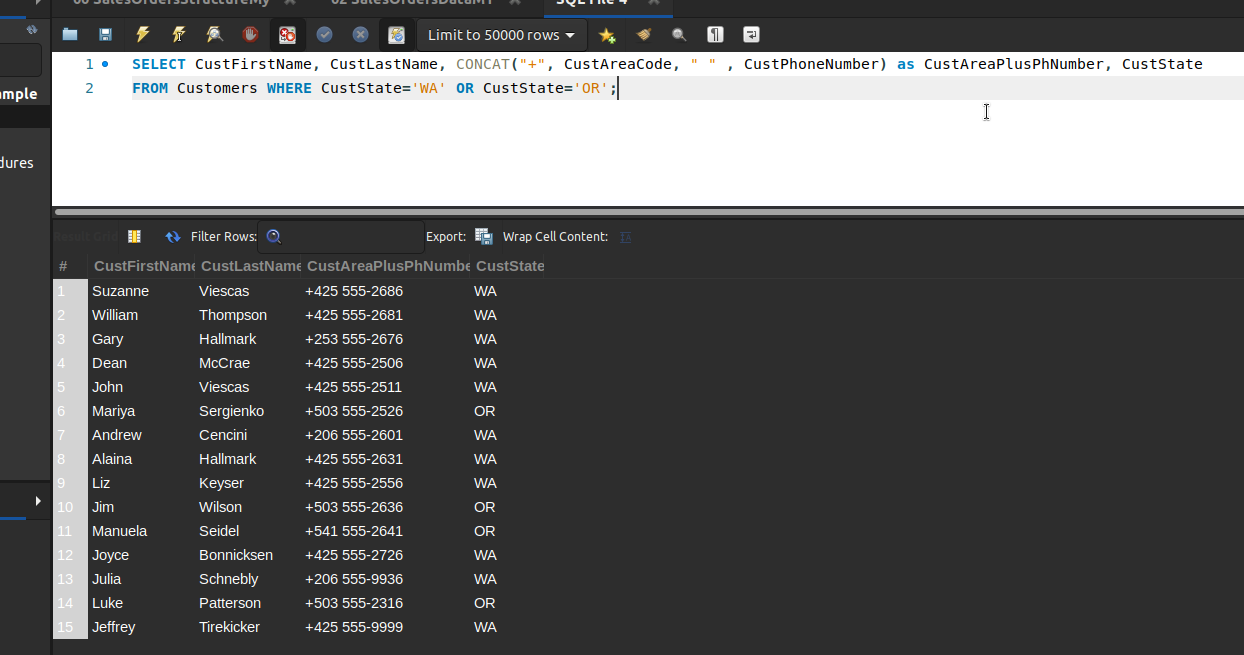 00 SalesOrdersStructureMy
02 SalesOrdersDataMY
SQL File 4
Limit to 50000 rows
mple
dures
1 SELECT CustFirstName, CustLastName, CONCAT("+", CustAreaCode, " " , CustPhoneNumber) as CustAreaPlusPhNumber, CustState
2 FROM Customers WHERE CustState='WA' OR CustState='OR';
Result Grid Filter Rows: Export: Wrap Cell Content:
# CustFirstName CustLastName CustAreaPlusPhNumbe CustState
1 Suzanne Viescas +425 555-2686 WA
2 William Thompson +425 555-2681 WA
3 Gary Hallmark +253 555-2676 WA
4 Dean McCrae +425 555-2506 WA
5 John Viescas +425 555-2511 WA
6 Mariya Sergienko +503 555-2526 OR
7 Andrew Cencini +206 555-2601 WA
8 Alaina Hallmark +425 555-2631 WA
9 Liz Keyser +425 555-2556 WA
10 Jim Wilson +503 555-2636 OR
11 Manuela Seidel +541 555-2641 OR
12 Joyce Bonnicksen +425 555-2726 WA
13 Julia Schnebly +206 555-9936 WA
14 Luke Patterson +503 555-2316 OR
15 Jeffrey Tirekicker +425 555-9999 WA